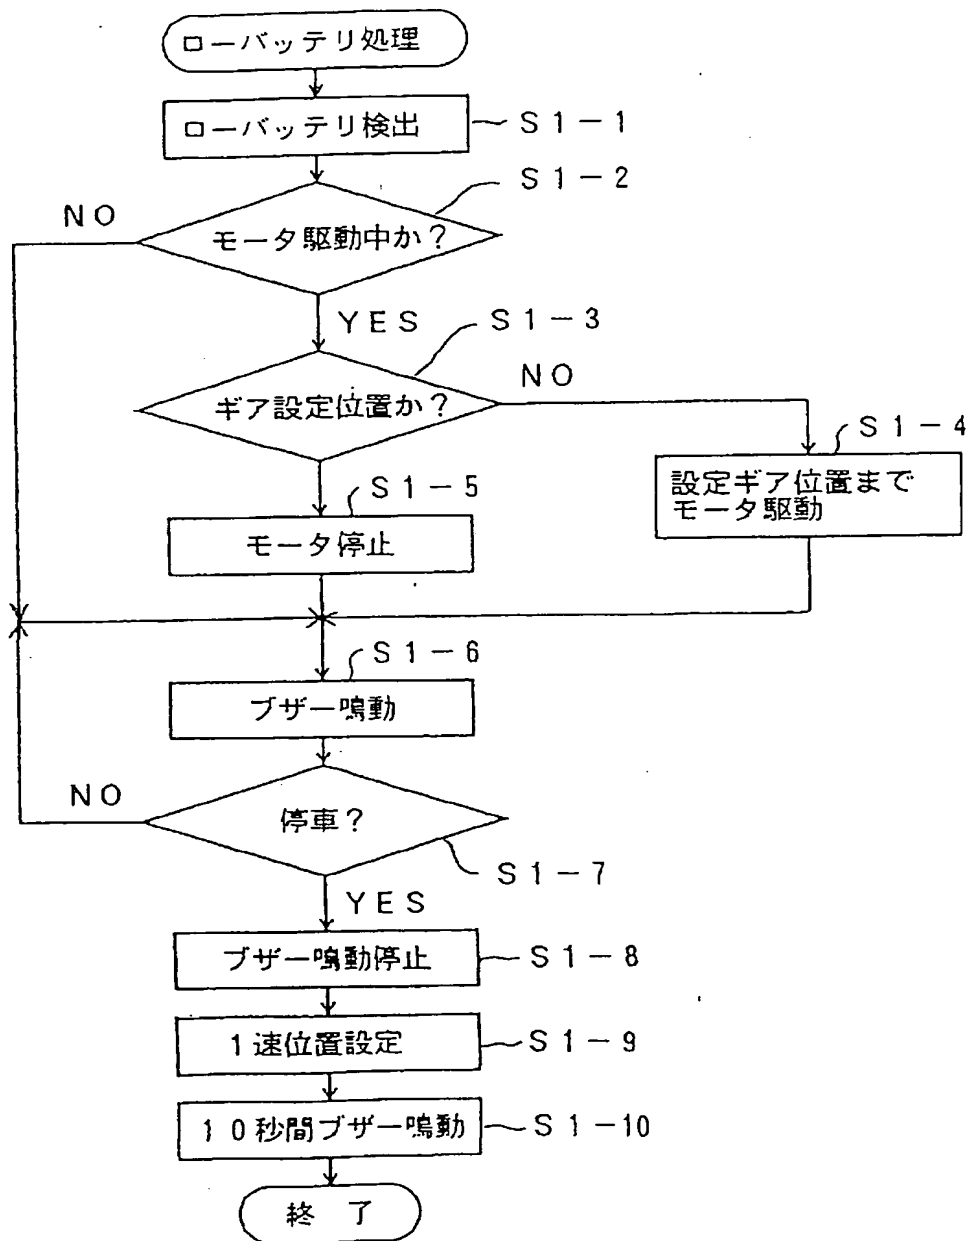 ローバッテリ処理
ローバッテリ検出
S1-1
S1-2
NO
モータ駆動中か?
YES
S1-3
NO
ギア設定位置か?
S1-4
設定ギア位置まで
モータ駆動
S1-5
モータ停止
S1-6
ブザー鳴動
NO
停車?
S1-7
YES
ブザー鳴動停止
S1-8
1速位置設定
S1-9
10秒間ブザー鳴動
S1-10
終了